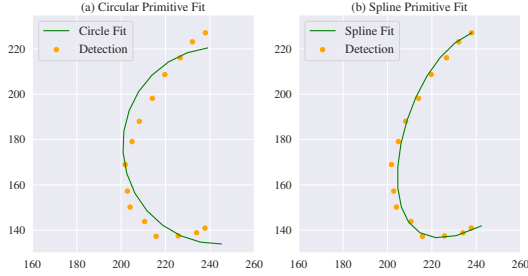 (a) Circular Primitive Fit
Circle Fit
Detection
220
200
180
160
140
160 180 200 220 240 260
(b) Spline Primitive Fit
Spline Fit
Detection
220
200
180
160
140
160 180 200 220 240 260